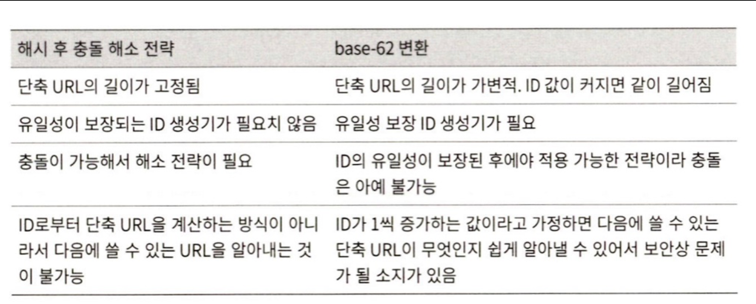 해시 후 충돌 해소 전략
base-62 변환
단축 URL의 길이가 고정됨
단축 URL의 길이가 가변적. ID 값이 커지면 같이 길어짐
유일성이 보장되는 ID 생성기가 필요치 않음
유일성 보장 ID 생성기가 필요
충돌이 가능해서 해소 전략이 필요
ID의 유일성이 보장된 후에야 적용 가능한 전략이라 충돌
은 아예 불가능
ID로부터 단축 URL을 계산하는 방식이 아니
라서 다음에 쓸 수 있는 URL을 알아내는 것
이 불가능
ID가 1씩 증가하는 값이라고 가정하면 다음에 쓸 수 있는
단축 URL이 무엇인지 쉽게 알아낼 수 있어서 보안상 문제
가 될 소지가 있음